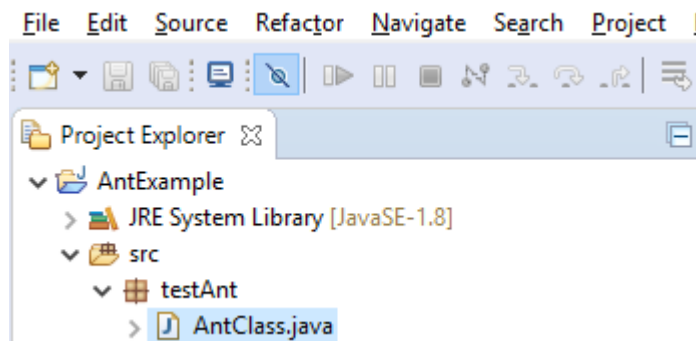 File Edit Source Refactor Navigate Search Project
Project Explorer
AntExample
JRE System Library [JavaSE-1.8]
src
testAnt
AntClass.java